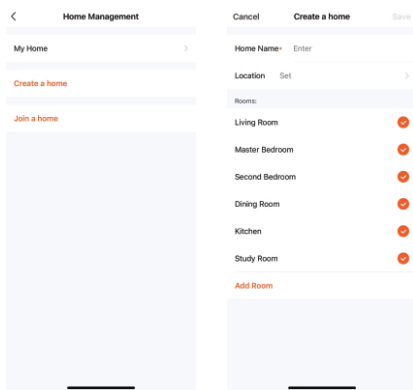 Home Management
My Home
Create a home
Join a home
Cancel Create a home Save
Home Name* Enter
Location Set
Rooms:
Living Room
Master Bedroom
Second Bedroom
Dining Room
Kitchen
Study Room
Add Room